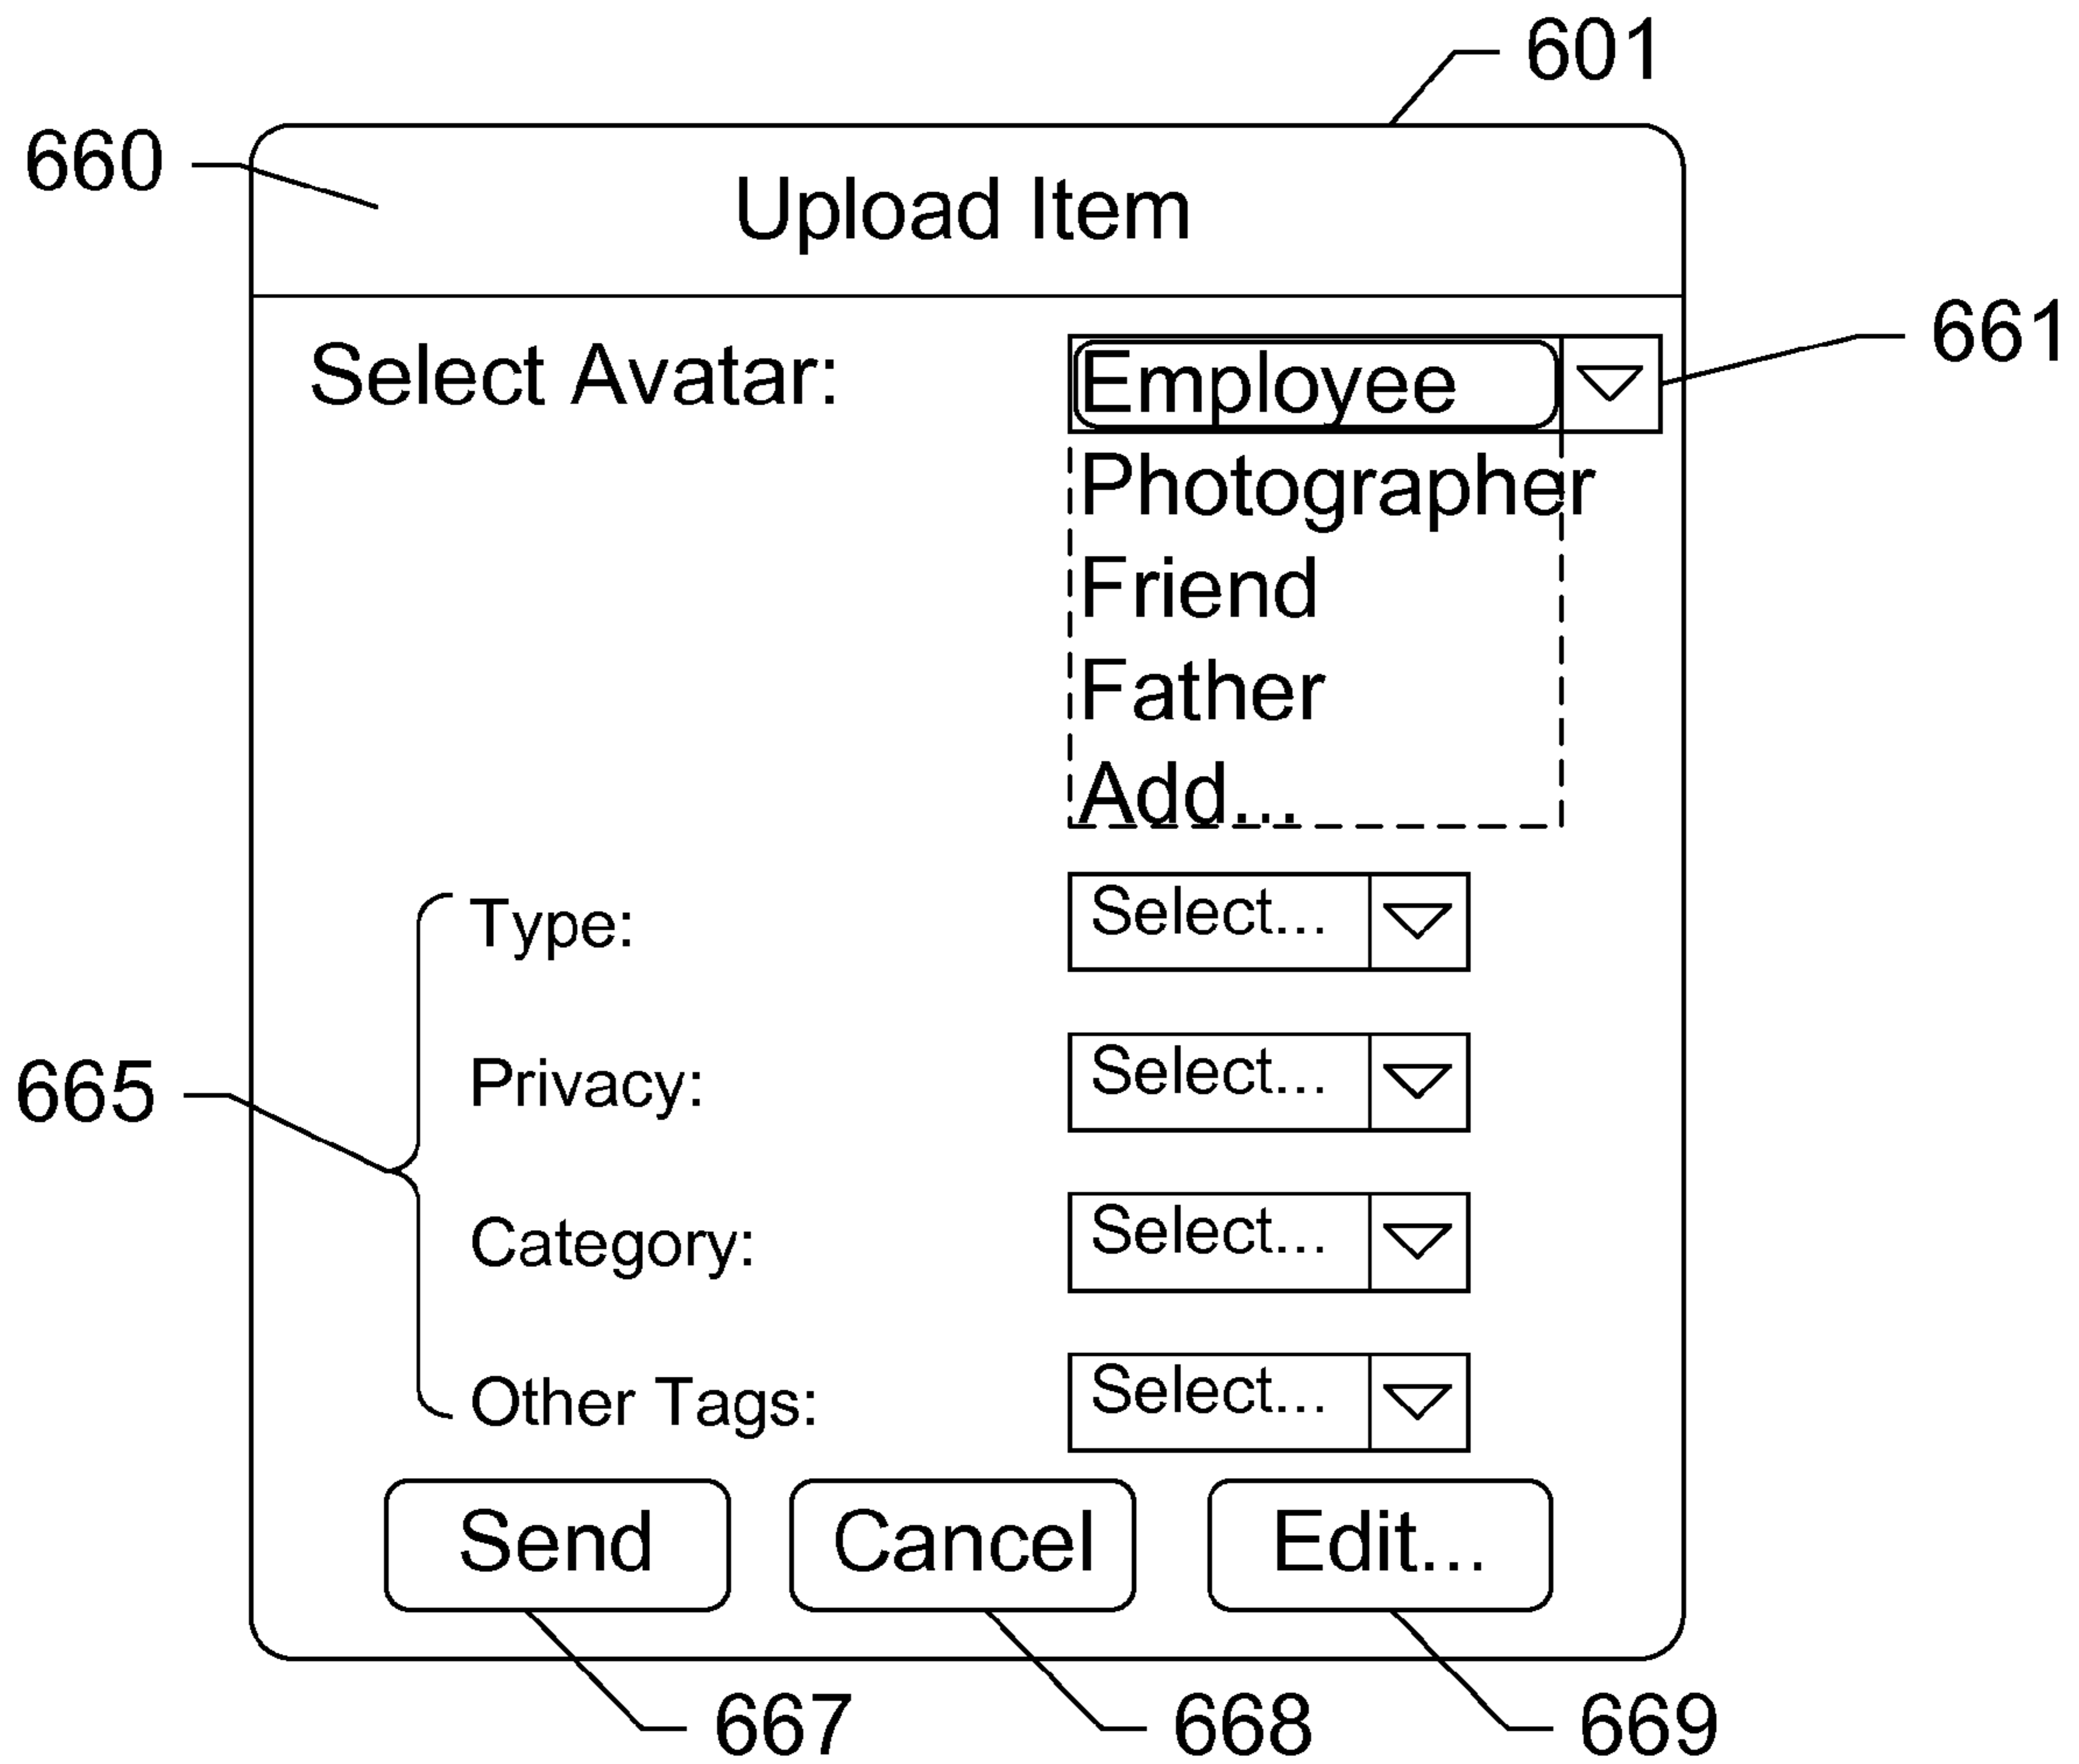 601
660
Upload Item
Select Avatar:
Employee
661
Photographer
Friend
Father
Add...
Type:
Select...
Privacy:
Select...
665
Category:
Select...
Other Tags:
Select...
Send
Cancel
Edit...
667
668
669